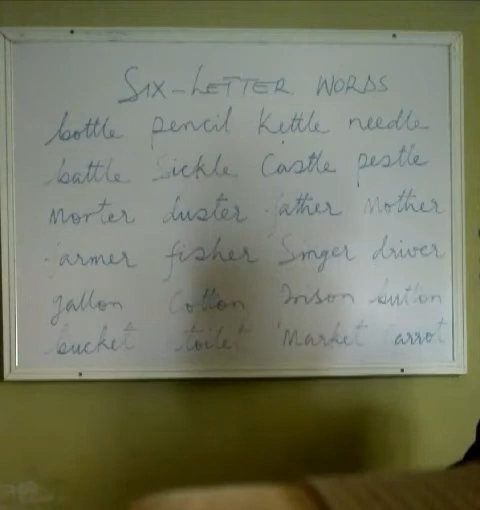 SIX-LETTER WORDS
bottle pencil Kettle needle
battle Sickle Castle pestle
Morter duster father Mother
farmer fisher Singer driver
gallon Cotton button
bucket toilet Market